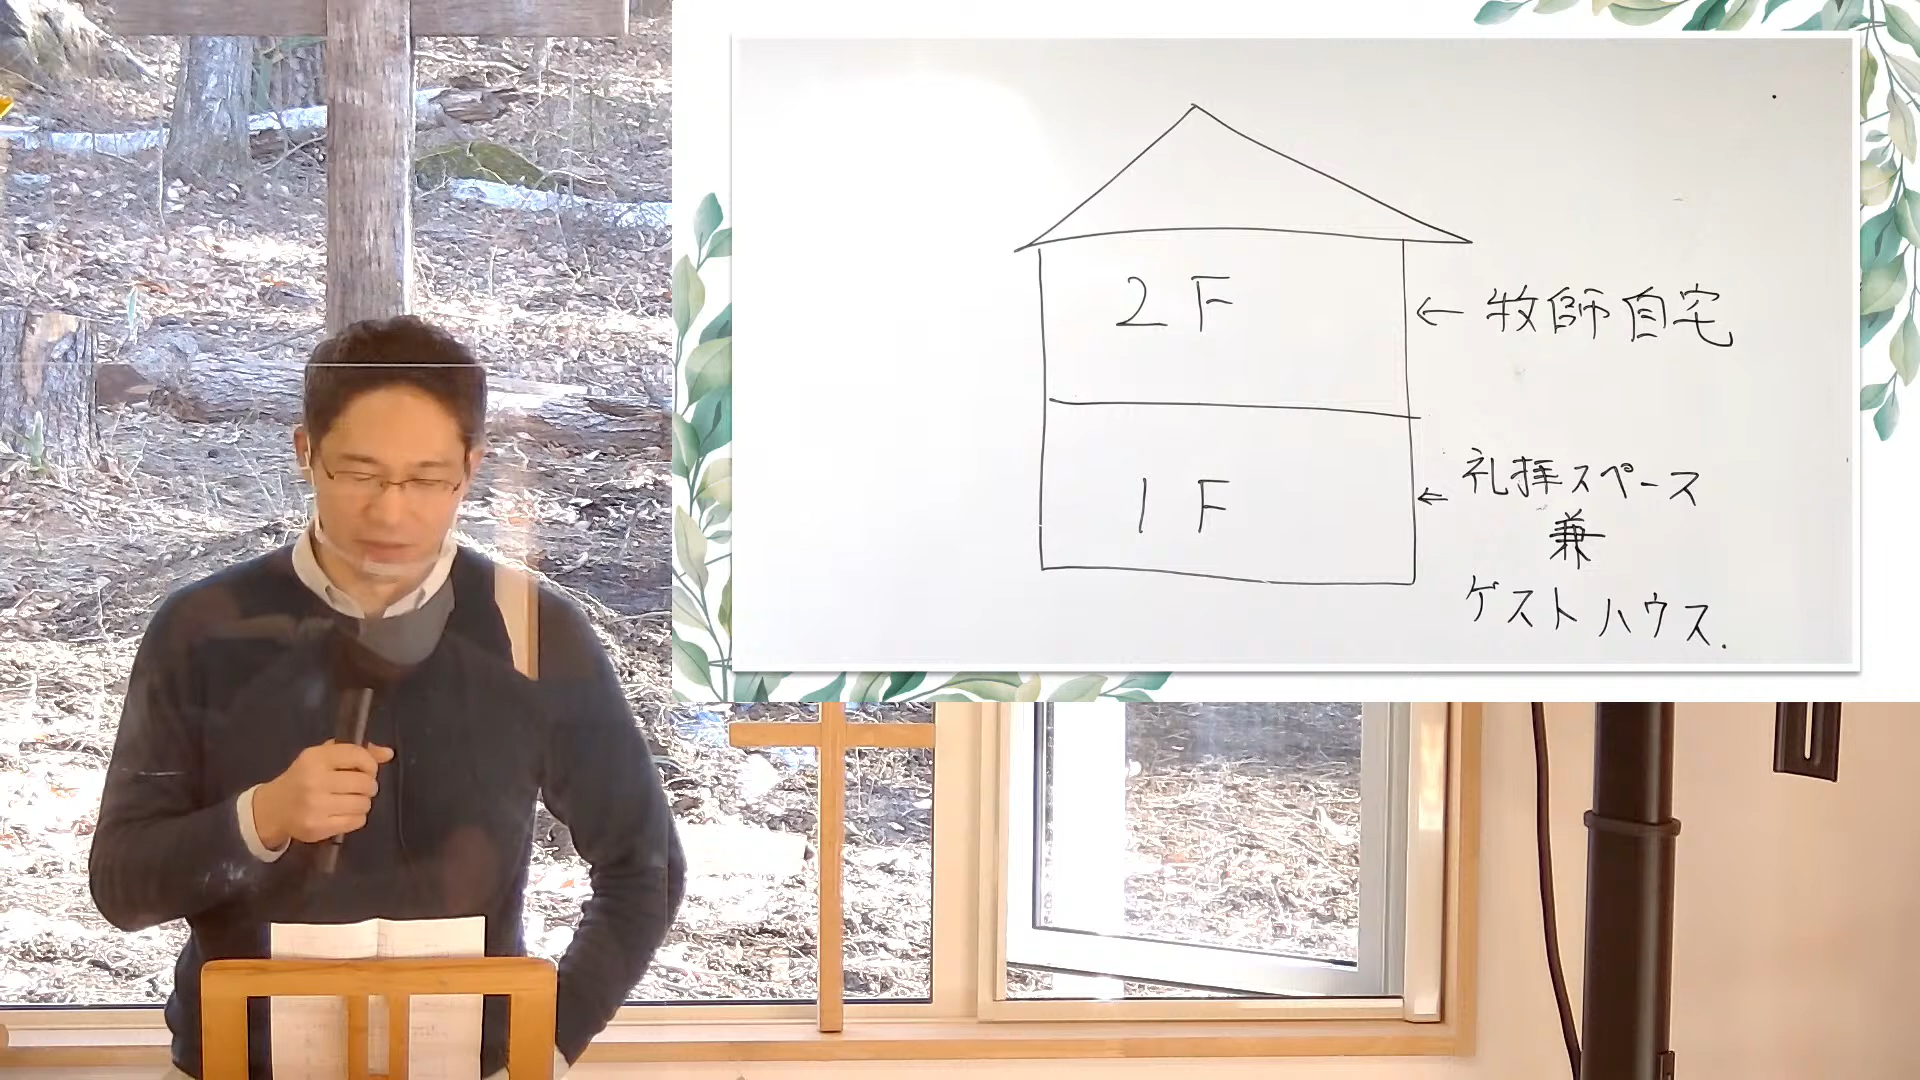 2F
← 牧師自宅
1F
← 礼拝スペース
兼
ゲストハウス.